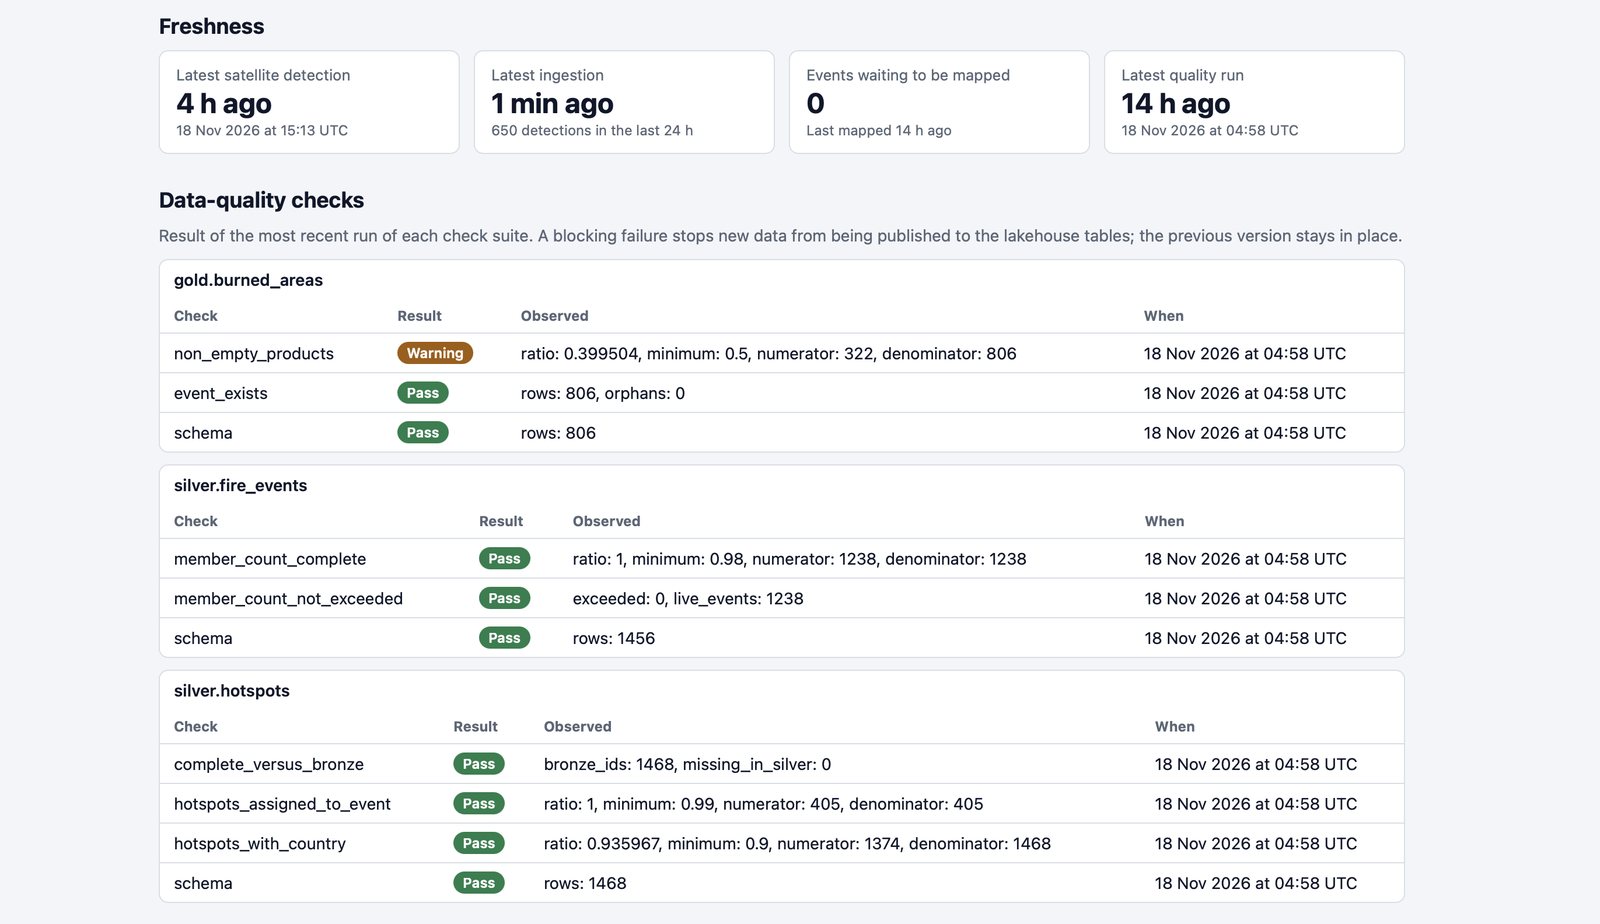 Freshness
Latest satellite detection
4 h ago
18 Nov 2026 at 15:13 UTC
Latest ingestion
1 min ago
650 detections in the last 24 h
Events waiting to be mapped
0
Last mapped 14 h ago
Latest quality run
14 h ago
18 Nov 2026 at 04:58 UTC
Data-quality checks
Result of the most recent run of each check suite. A blocking failure stops new data from being published to the lakehouse tables; the previous version stays in place.
gold.burned_areas
Check Result Observed When
non_empty_products Warning ratio: 0.399504, minimum: 0.5, numerator: 322, denominator: 806 18 Nov 2026 at 04:58 UTC
event_exists Pass rows: 806, orphans: 0 18 Nov 2026 at 04:58 UTC
schema Pass rows: 806 18 Nov 2026 at 04:58 UTC
silver.fire_events
Check Result Observed When
member_count_complete Pass ratio: 1, minimum: 0.98, numerator: 1238, denominator: 1238 18 Nov 2026 at 04:58 UTC
member_count_not_exceeded Pass exceeded: 0, live_events: 1238 18 Nov 2026 at 04:58 UTC
schema Pass rows: 1456 18 Nov 2026 at 04:58 UTC
silver.hotspots
Check Result Observed When
complete_versus_bronze Pass bronze_ids: 1468, missing_in_silver: 0 18 Nov 2026 at 04:58 UTC
hotspots_assigned_to_event Pass ratio: 1, minimum: 0.99, numerator: 405, denominator: 405 18 Nov 2026 at 04:58 UTC
hotspots_with_country Pass ratio: 0.935967, minimum: 0.9, numerator: 1374, denominator: 1468 18 Nov 2026 at 04:58 UTC
schema Pass rows: 1468 18 Nov 2026 at 04:58 UTC